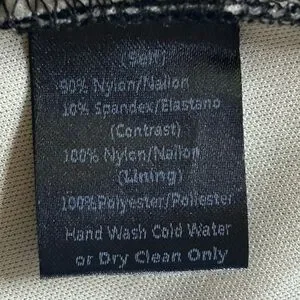 (Self)
90% Nylon/Nailon
10% Spandex/Elastano
(Contrast)
100% Nylon/Nailon
(Lining)
100%Polyester/Poliester
Hand Wash Cold Water
or Dry Clean Only